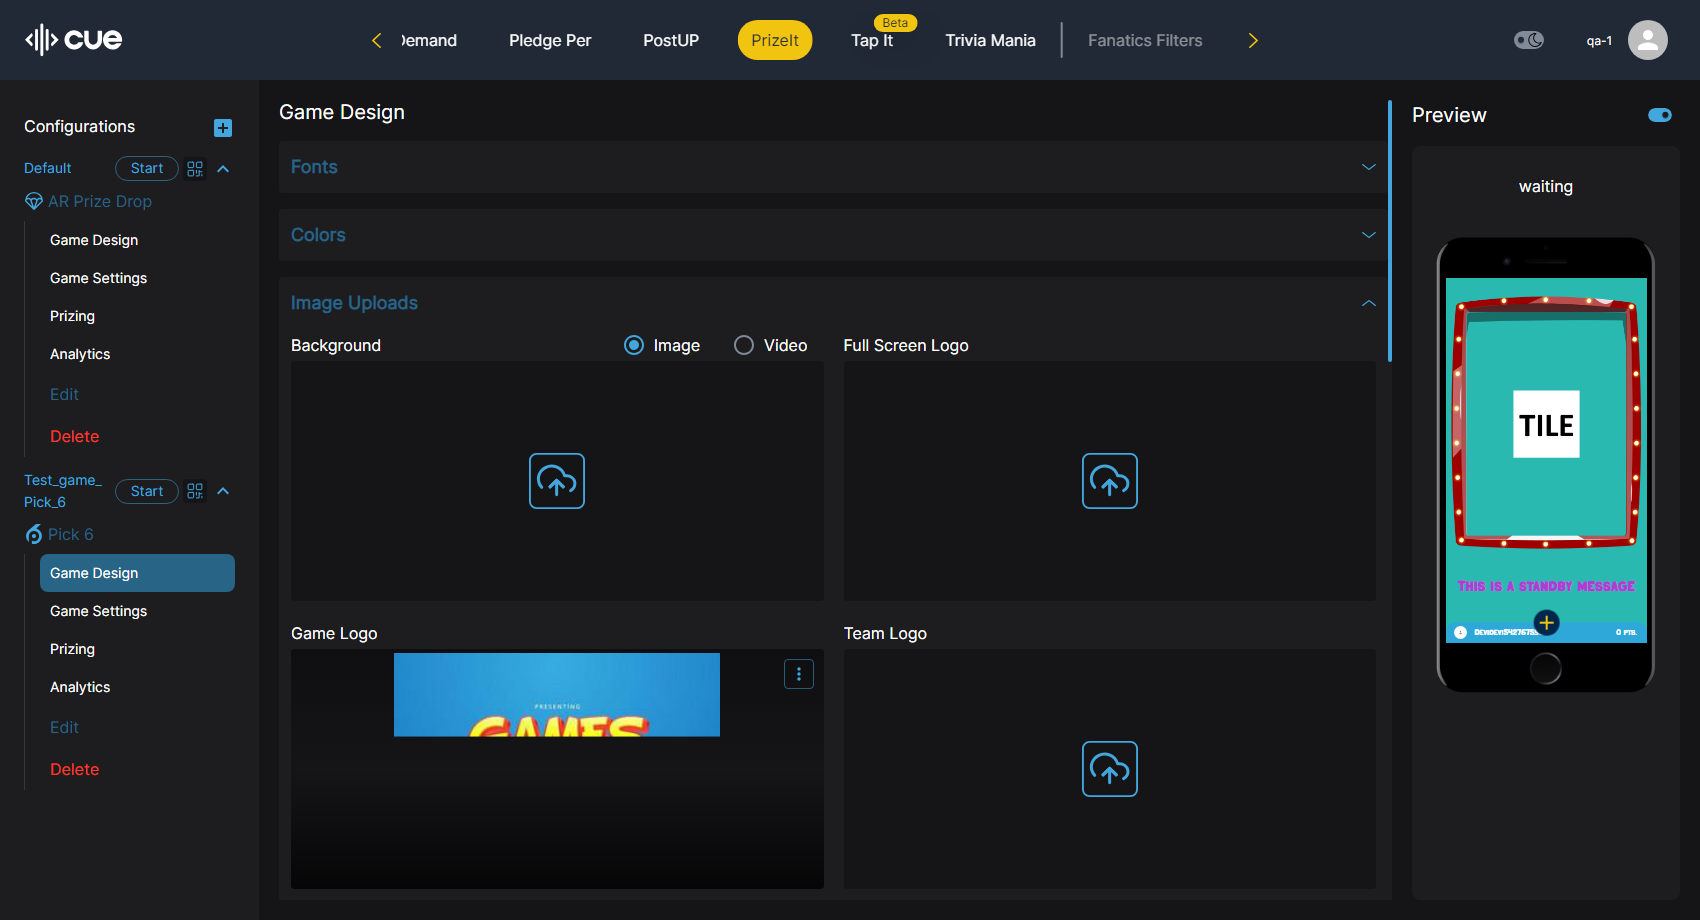 cue
Demand
Pledge Per
PostUP
PrizeIt
Beta
Tap It
Trivia Mania
Fanatics Filters
qa-1
Configurations
Default
Start
AR Prize Drop
Game Design
Game Settings
Prizing
Analytics
Edit
Delete
Test_game_
Pick_6
Start
Pick 6
Game Design
Game Settings
Prizing
Analytics
Edit
Delete
Game Design
Fonts
Colors
Image Uploads
Background
Image
Video
Full Screen Logo
Game Logo
Team Logo
PRESENTING
GAMES
Preview
waiting
TILE
THIS IS A STANDBY MESSAGE
0 PTS.